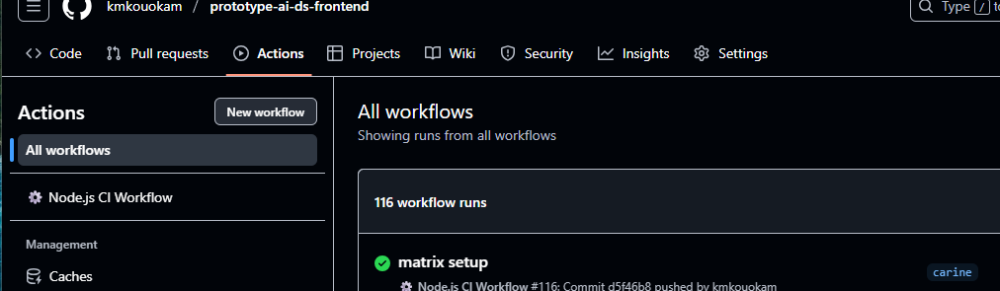 kmkouokam / prototype-ai-ds-frontend
Type / to
Code Pull requests Actions Projects Wiki Security Insights Settings
Actions New workflow
All workflows
Node.js CI Workflow
Management
Caches
All workflows
Showing runs from all workflows
116 workflow runs
matrix setup
carine
Node.js CI Workflow #116: Commit d5f46b8 pushed by kmkouokam